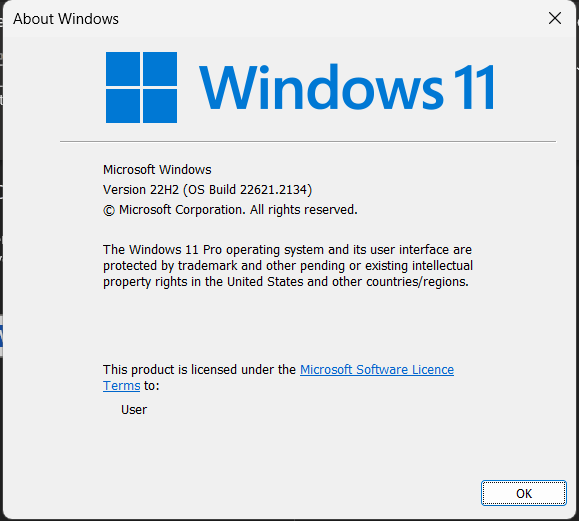 About Windows
Windows 11
Microsoft Windows
Version 22H2 (OS Build 22621.2134)
© Microsoft Corporation. All rights reserved.
The Windows 11 Pro operating system and its user interface are
protected by trademark and other pending or existing intellectual
property rights in the United States and other countries/regions.
This product is licensed under the Microsoft Software Licence
Terms to:
User
OK